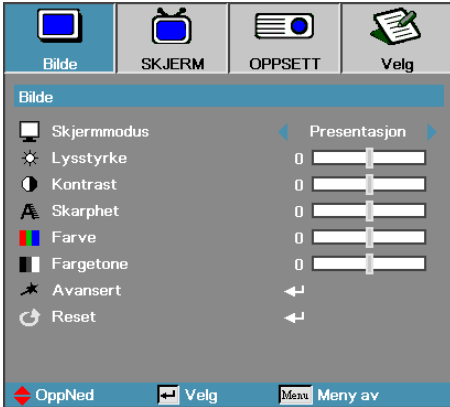 Bilde SKJERM OPPSETT Velg
Bilde
Skjermmodus Presentasjon
Lysstyrke 0
Kontrast 0
Skarphet 0
Farve 0
Fargetone 0
Avansert
Reset
OppNed Velg Menu Meny av